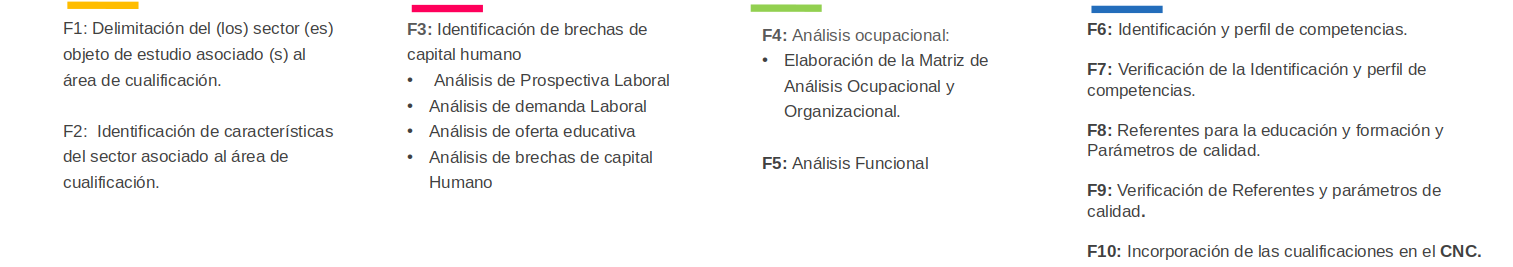 F1: Delimitación del (los) sector (es)
objeto de estudio asociado (s) al
área de cualificación.
F2:  Identificación de características
del sector asociado al área de
cualificación.
F3: Identificación de brechas de
capital humano
• Análisis de Prospectiva Laboral
• Análisis de demanda Laboral
• Análisis de oferta educativa
• Análisis de brechas de capital
Humano
F4: Análisis ocupacional:
• Elaboración de la Matriz de
Análisis Ocupacional y
Organizacional.
F5: Análisis Funcional
F6: Identificación y perfil de competencias.
F7: Verificación de la Identificación y perfil de
competencias.
F8: Referentes para la educación y formación y
Parámetros de calidad.
F9: Verificación de Referentes y parámetros de
calidad.
F10: Incorporación de las cualificaciones en el CNC.